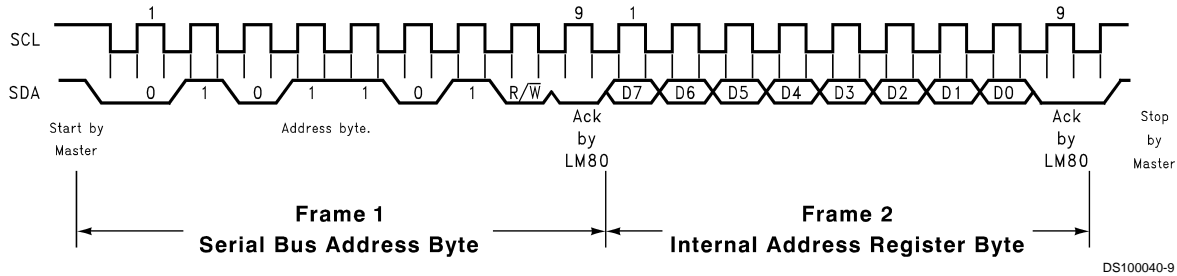 1 9 1 9
SCL
SDA 0 1 0 1 1 0 1 R/W̅ D7 D6 D5 D4 D3 D2 D1 D0
Start by
Master
Address byte.
Ack
by
LM80
Ack
by
LM80
Stop
by
Master
Frame 1
Serial Bus Address Byte
Frame 2
Internal Address Register Byte
DS100040-9